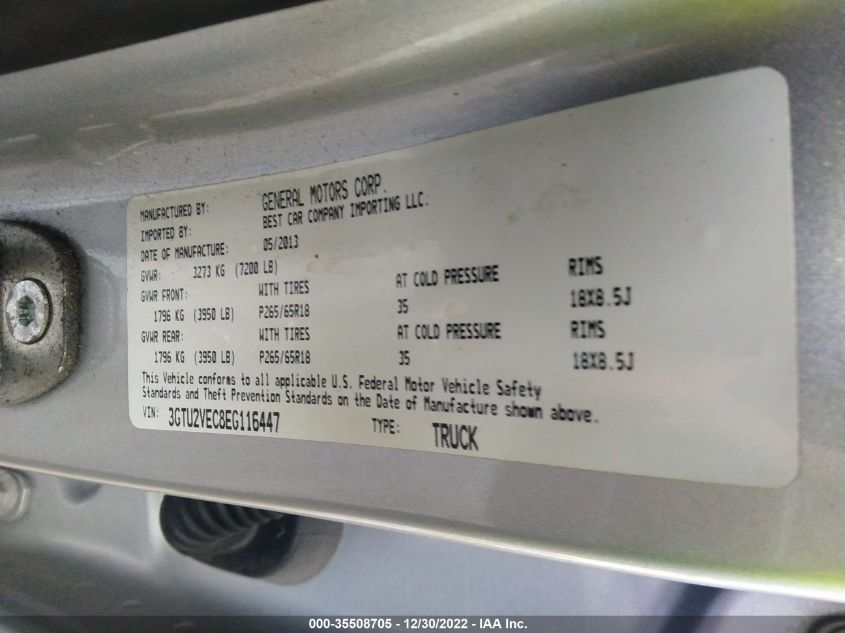 MANUFACTURED BY: GENERAL MOTORS CORP.
IMPORTED BY: BEST CAR COMPANY IMPORTING LLC.
DATE OF MANUFACTURE: 05/2013
GVWR: 3273 KG (7200 LB)
GVWR FRONT: WITH TIRES AT COLD PRESSURE RIMS
1796 KG (3950 LB) P265/65R18 35 18X8.5J
GVWR REAR: WITH TIRES AT COLD PRESSURE RIMS
1796 KG (3950 LB) P265/65R18 35 18X8.5J
This Vehicle conforms to all applicable U.S. Federal Motor Vehicle Safety
Standards and Theft Prevention Standards on the Date of Manufacture shown above.
VIN: 3GTU2VEC8EG116447 TYPE: TRUCK
000-35508705 - 12/30/2022 - IAA Inc.